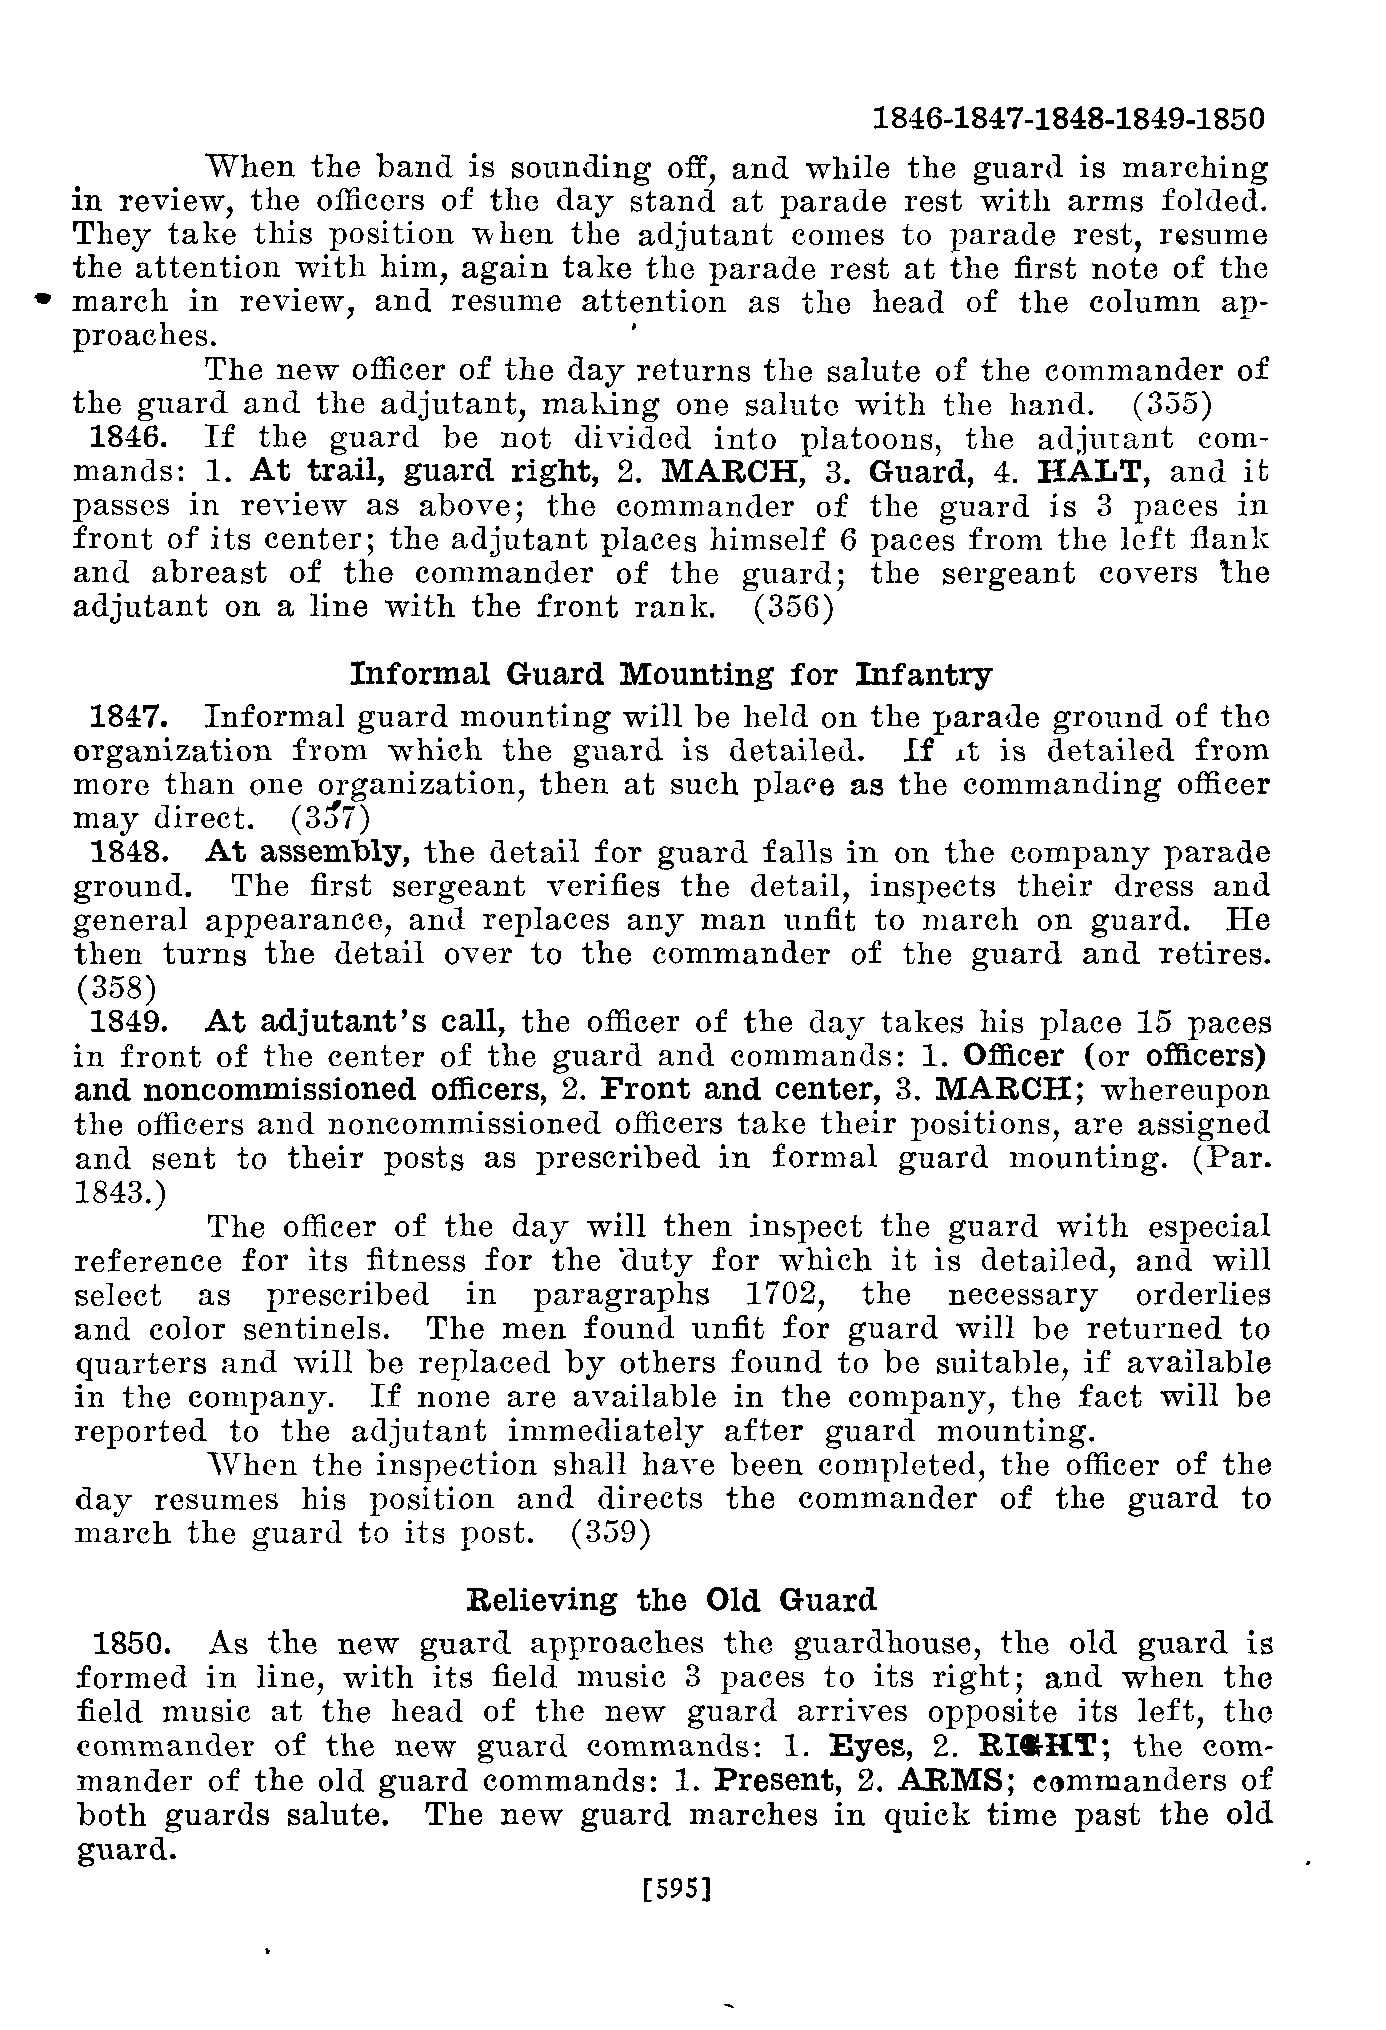 1846-1847-1848-1849-1850
When the band is sounding off, and while the guard is marching
in review, the officers of the day stand at parade rest with arms folded.
They take this position when the adjutant comes to parade rest, resume
the attention with him, again take the parade rest at the first note of the
march in review, and resume attention as the head of the column ap-
proaches.
The new officer of the day returns the salute of the commander of
the guard and the adjutant, making one salute with the hand. (355)
1846. If the guard be not divided into platoons, the adjutant com-
mands: 1. At trail, guard right, 2. MARCH, 3. Guard, 4. HALT, and it
passes in review as above; the commander of the guard is 3 paces in
front of its center; the adjutant places himself 6 paces from the left flank
and abreast of the commander of the guard; the sergeant covers the
adjutant on a line with the front rank. (356)
Informal Guard Mounting for Infantry
1847. Informal guard mounting will be held on the parade ground of the
organization from which the guard is detailed. If it is detailed from
more than one organization, then at such place as the commanding officer
may direct. (357)
1848. At assembly, the detail for guard falls in on the company parade
ground. The first sergeant verifies the detail, inspects their dress and
general appearance, and replaces any man unfit to march on guard. He
then turns the detail over to the commander of the guard and retires.
(358)
1849. At adjutant's call, the officer of the day takes his place 15 paces
in front of the center of the guard and commands: 1. Officer (or officers)
and noncommissioned officers, 2. Front and center, 3. MARCH; whereupon
the officers and noncommissioned officers take their positions, are assigned
and sent to their posts as prescribed in formal guard mounting. (Par.
1843.)
The officer of the day will then inspect the guard with especial
reference for its fitness for the duty for which it is detailed, and will
select as prescribed in paragraphs 1702, the necessary orderlies
and color sentinels. The men found unfit for guard will be returned to
quarters and will be replaced by others found to be suitable, if available
in the company. If none are available in the company, the fact will be
reported to the adjutant immediately after guard mounting.
When the inspection shall have been completed, the officer of the
day resumes his position and directs the commander of the guard to
march the guard to its post. (359)
Relieving the Old Guard
1850. As the new guard approaches the guardhouse, the old guard is
formed in line, with its field music 3 paces to its right; and when the
field music at the head of the new guard arrives opposite its left, the
commander of the new guard commands: 1. Eyes, 2. RIGHT; the com-
mander of the old guard commands: 1. Present, 2. ARMS; commanders of
both guards salute. The new guard marches in quick time past the old
guard.
[595]